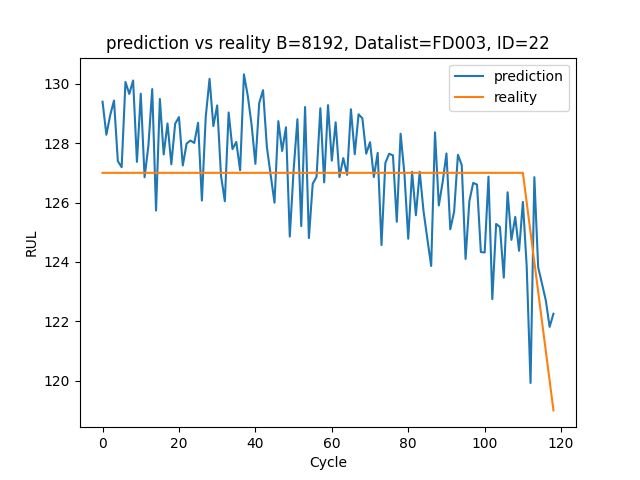 prediction vs reality B=8192, Datalist=FD003, ID=22
prediction
reality
RUL
130
128
126
124
122
120
0 20 40 60 80 100 120
Cycle